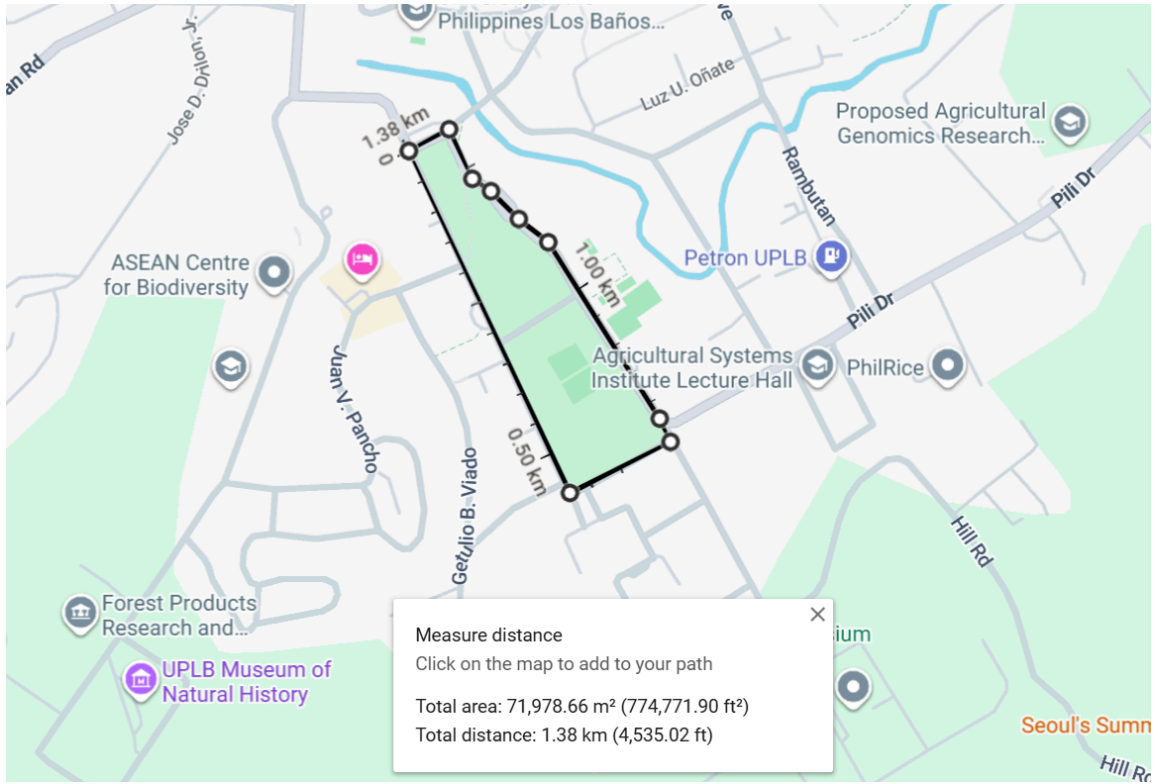 Philippines Los Baños...
an Rd
Jose D. Drilon, Jr.
Luz U. Oñate
Proposed Agricultural
Genomics Research...
1.38 km
0
Rambutan
Pili Dr
ASEAN Centre
for Biodiversity
Petron UPLB
1.00 km
Pili Dr
Agricultural Systems
Institute Lecture Hall
PhilRice
Juan V. Pancho
0.50 km
Getulio B. Viado
Hill Rd
Forest Products
Research and...
UPLB Museum of
Natural History
Measure distance
Click on the map to add to your path
Total area: 71,978.66 m² (774,771.90 ft²)
Total distance: 1.38 km (4,535.02 ft)
sium
Seoul's Summ
Hill Rd